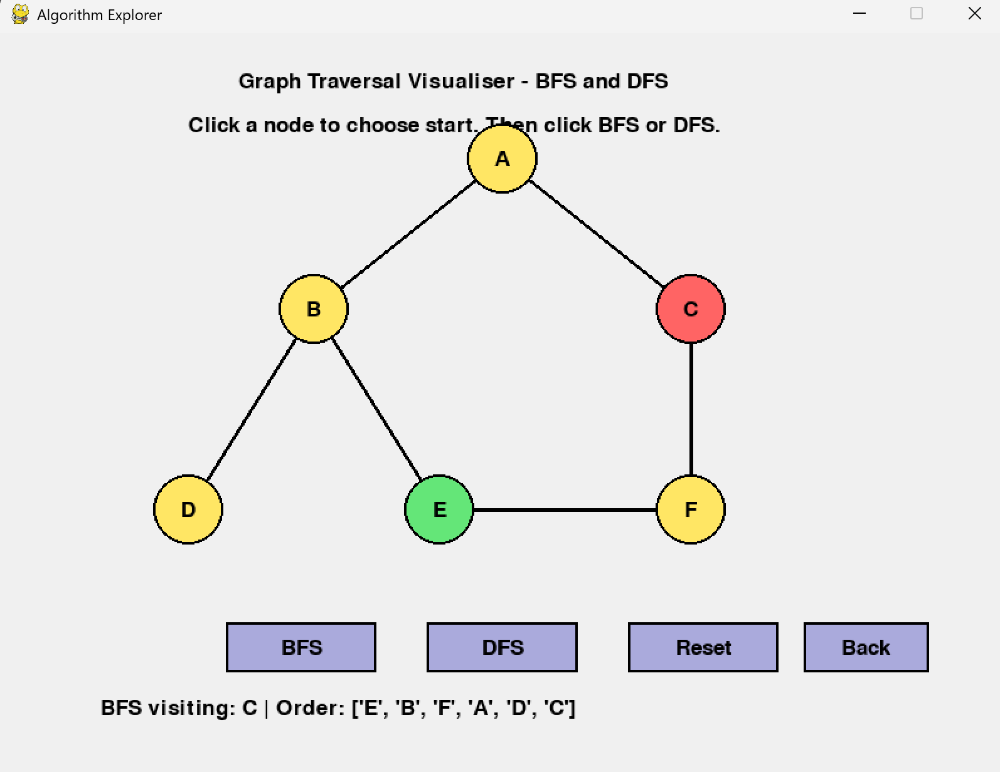 Algorithm Explorer
Graph Traversal Visualiser - BFS and DFS
Click a node to choose start. Then click BFS or DFS.
A
B
C
D
E
F
BFS
DFS
Reset
Back
BFS visiting: C | Order: ['E', 'B', 'F', 'A', 'D', 'C']